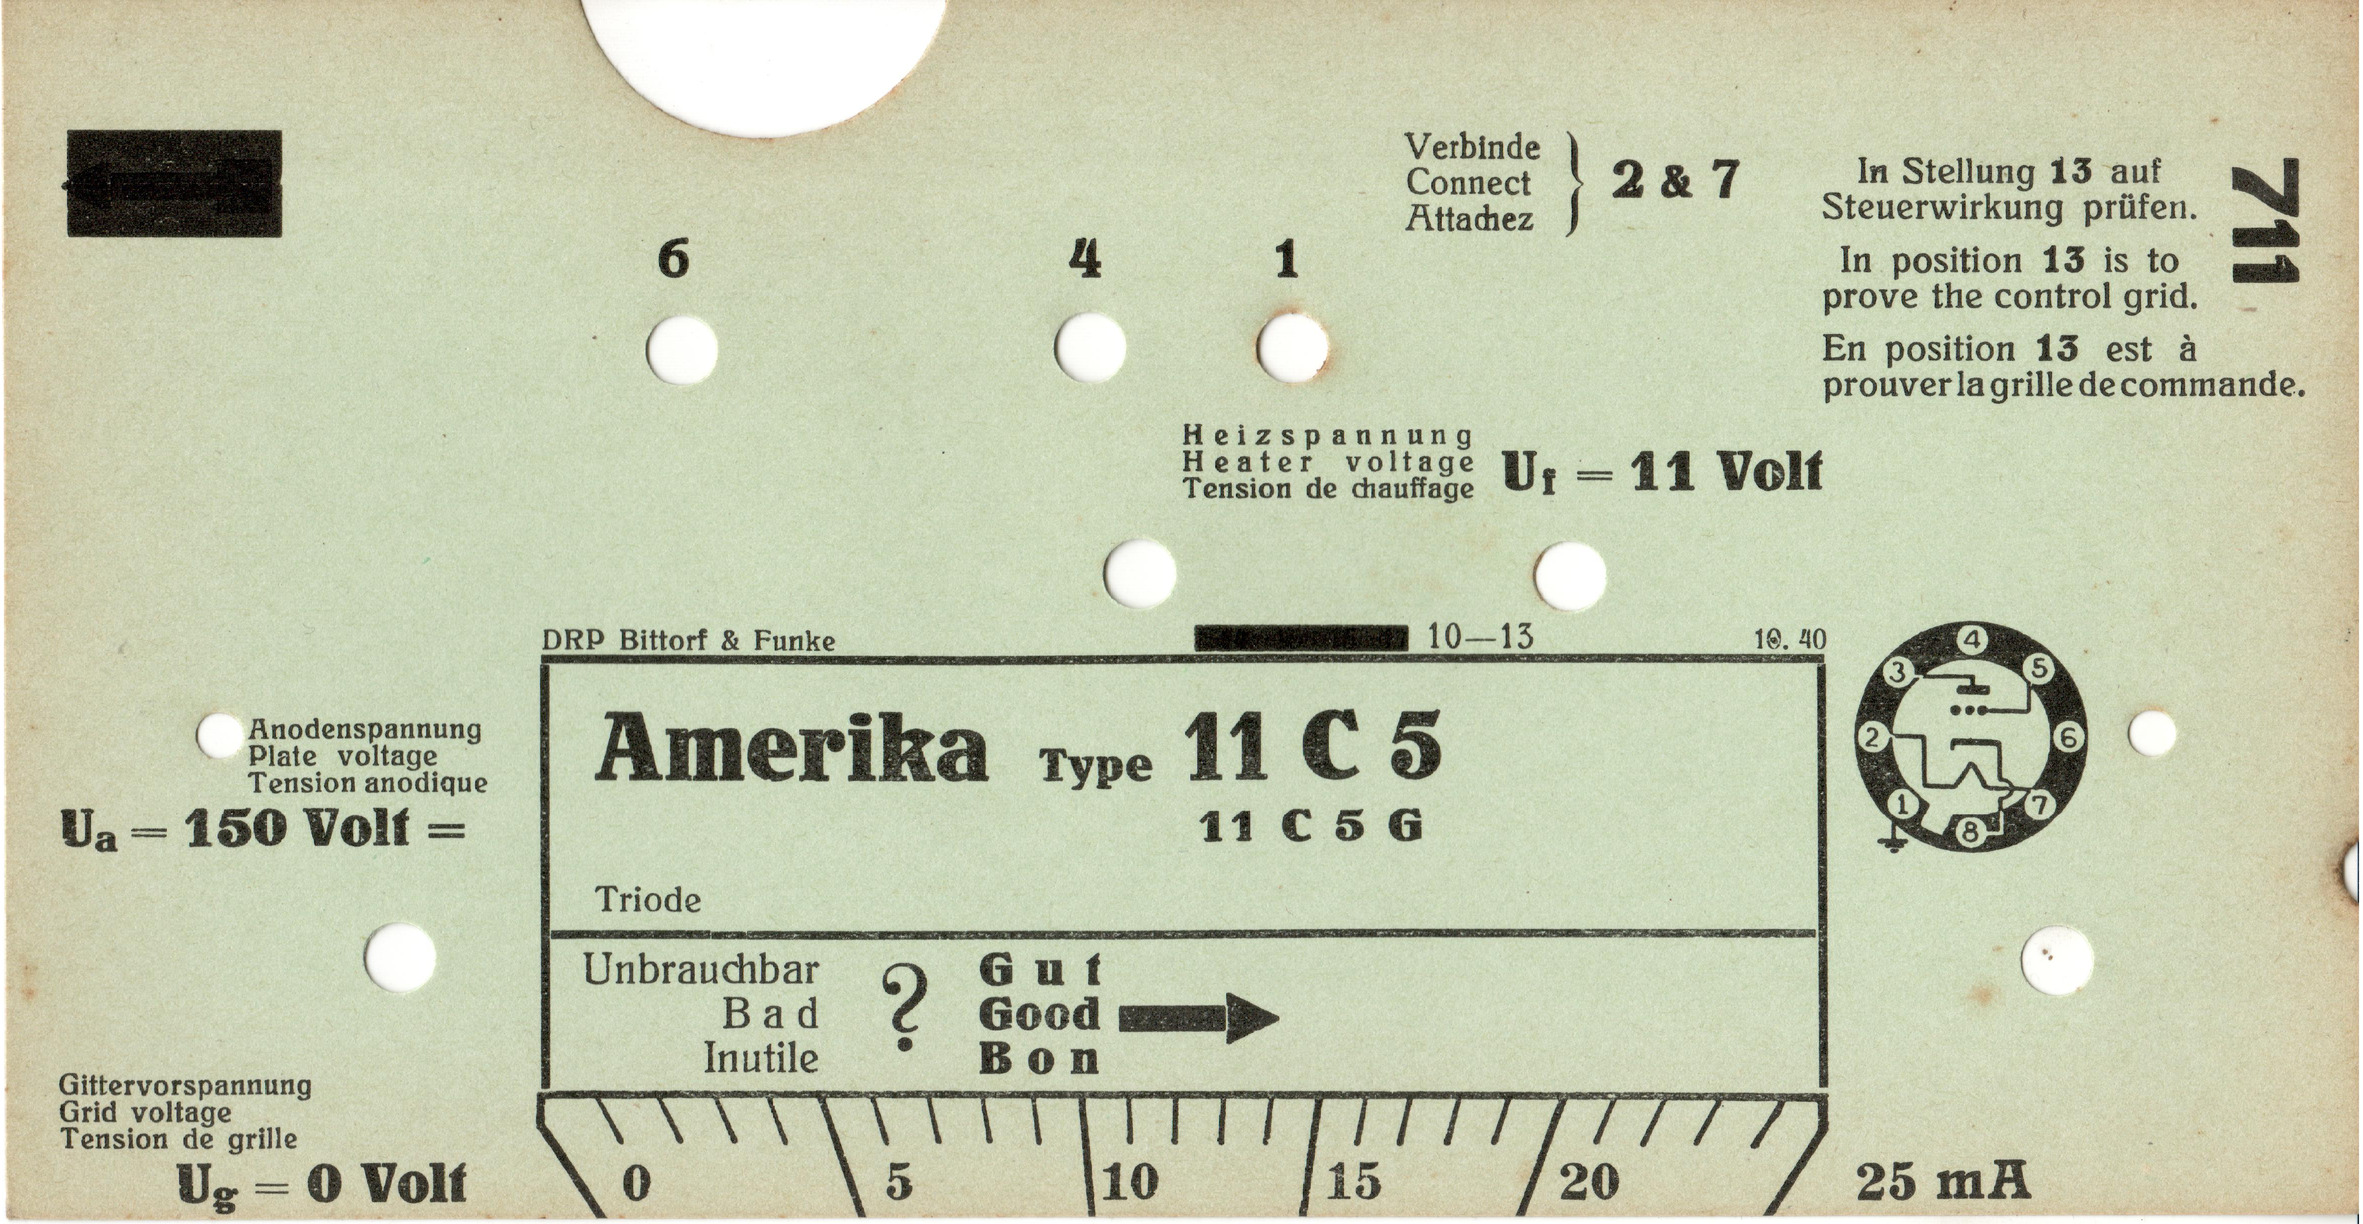 Verbinde
Connect
Attachez
2 & 7
In Stellung 13 auf
Steuerwirkung prüfen.
In position 13 is to
prove the control grid.
En position 13 est à
prouver la grille de commande.
711
6 4 1
Heizspannung
Heater voltage
Tension de chauffage
Uf = 11 Volt
DRP Bittorf & Funke
10—13
10.40
Amerika Type 11 C 5
11 C 5 G
Triode
4
3 5
2 6
1 7
8
Anodenspannung
Plate voltage
Tension anodique
Ua = 150 Volt =
Unbrauchbar
Bad
Inutile
?
Gut
Good
Bon
Gittervorspannung
Grid voltage
Tension de grille
Ug = 0 Volt
0 5 10 15 20 25 mA